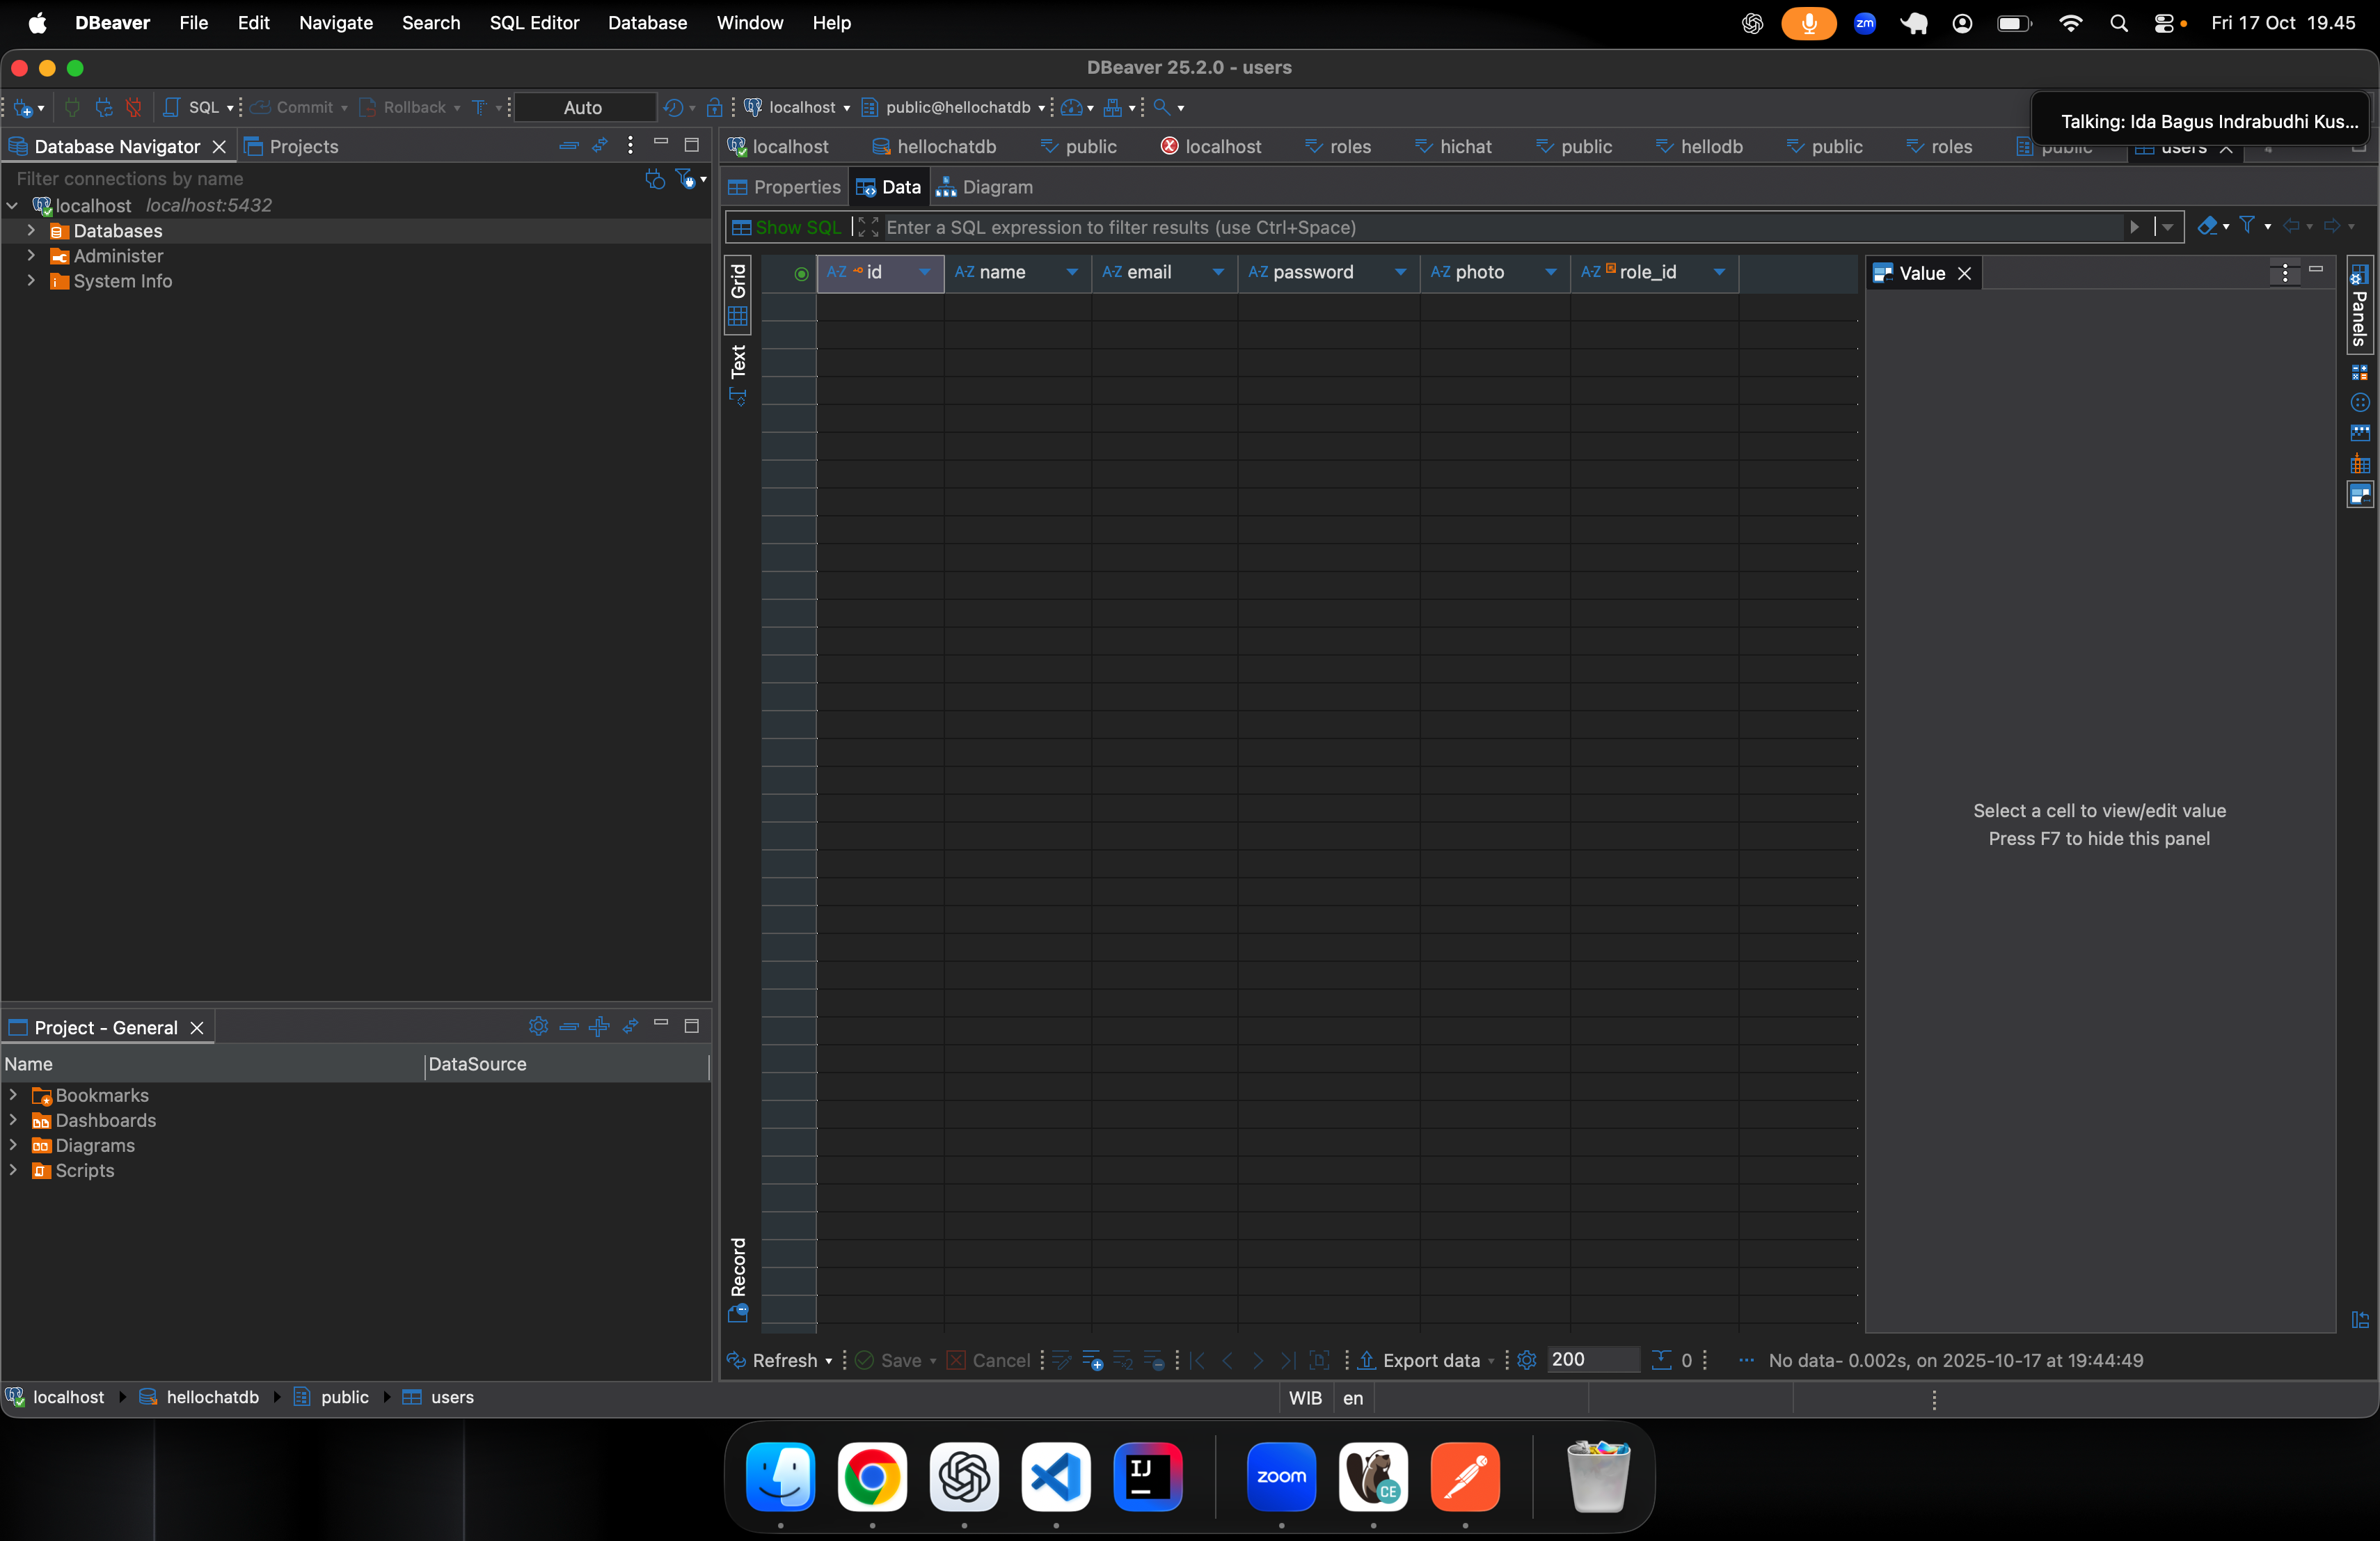 DBeaver File Edit Navigate Search SQL Editor Database Window Help zm Fri 17 Oct 19.45
DBeaver 25.2.0 - users
SQL Commit Rollback T Auto localhost public@hellochatdb
Talking: Ida Bagus Indrabudhi Kus...
Database Navigator Projects
localhost hellochatdb public localhost roles hichat public hellodb public roles public users
Filter connections by name
localhost localhost:5432
Databases
Administer
System Info
Properties Data Diagram
Show SQL Enter a SQL expression to filter results (use Ctrl+Space)
Grid
Text
Record
A-Z id A-Z name A-Z email A-Z password A-Z photo A-Z role_id
Value
Panels
Select a cell to view/edit value
Press F7 to hide this panel
Project - General
Name DataSource
Bookmarks
Dashboards
Diagrams
Scripts
Refresh Save Cancel Export data 200 0 ... No data- 0.002s, on 2025-10-17 at 19:44:49
localhost hellochatdb public users WIB en
IJ zoom CE